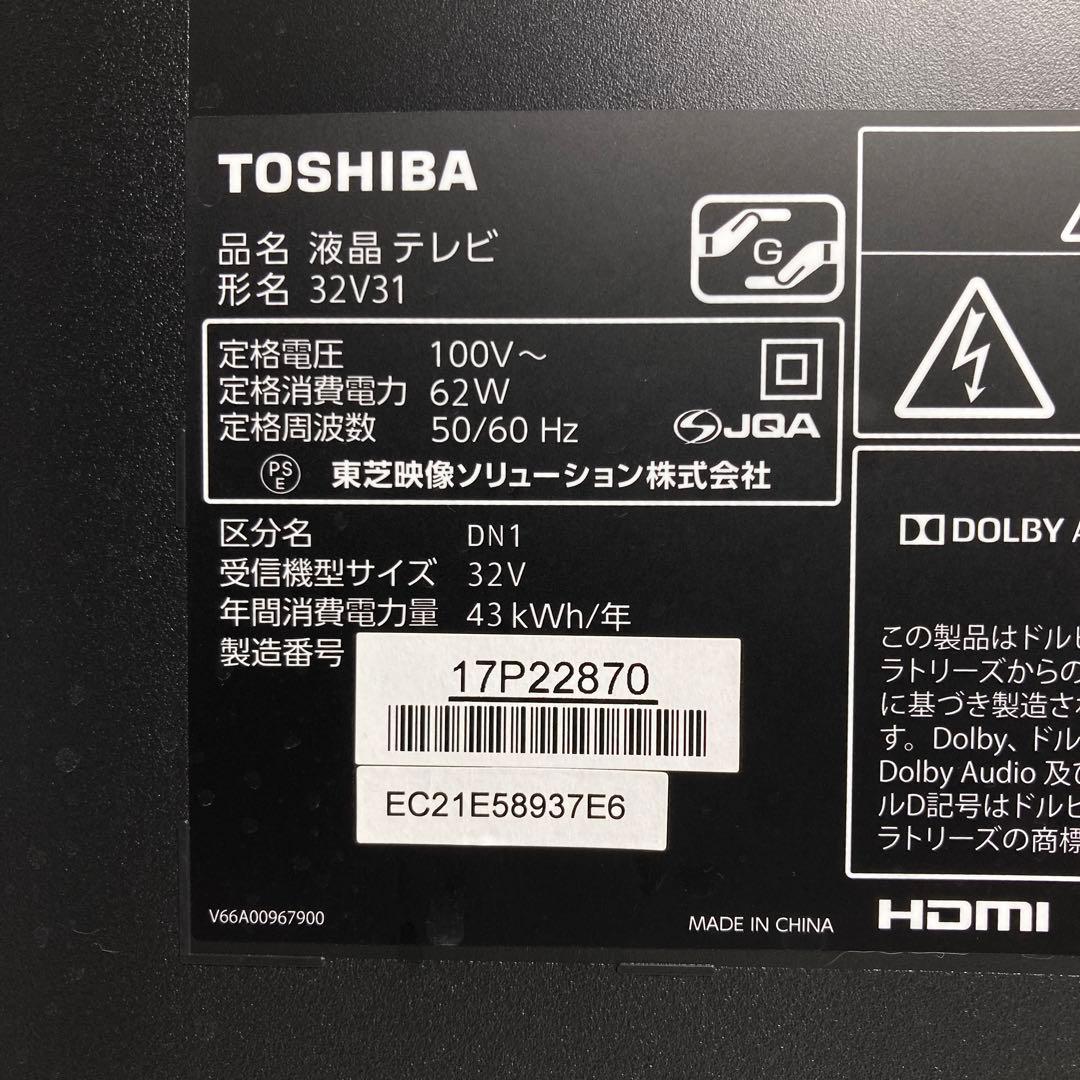 TOSHIBA
品名 液晶テレビ
形名 32V31
G
定格電圧 100V～
定格消費電力 62W
定格周波数 50/60 Hz
JQA
PS
E
東芝映像ソリューション株式会社
区分名 DN1
受信機型サイズ 32V
年間消費電力量 43kWh/年
製造番号 17P22870
EC21E58937E6
V66A00967900
MADE IN CHINA
DOLBY
この製品はドルビ
ラトリーズからの
に基づき製造さ
す。Dolby、ドル
Dolby Audio 及
ルD記号はドルビ
ラトリーズの商標
HDMI